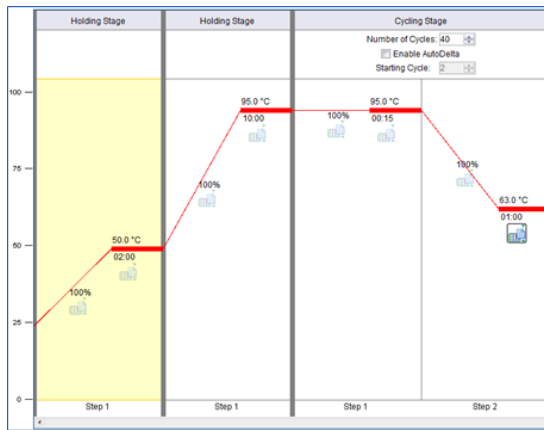 Holding Stage
Holding Stage
Cycling Stage
Number of Cycles: 40
Enable AutoDelta
Starting Cycle: 2
100
75
50
25
0
100%
50.0 °C
02:00
100%
95.0 °C
10:00
100%
95.0 °C
00:15
100%
63.0 °C
01:00
Step 1
Step 1
Step 1
Step 2